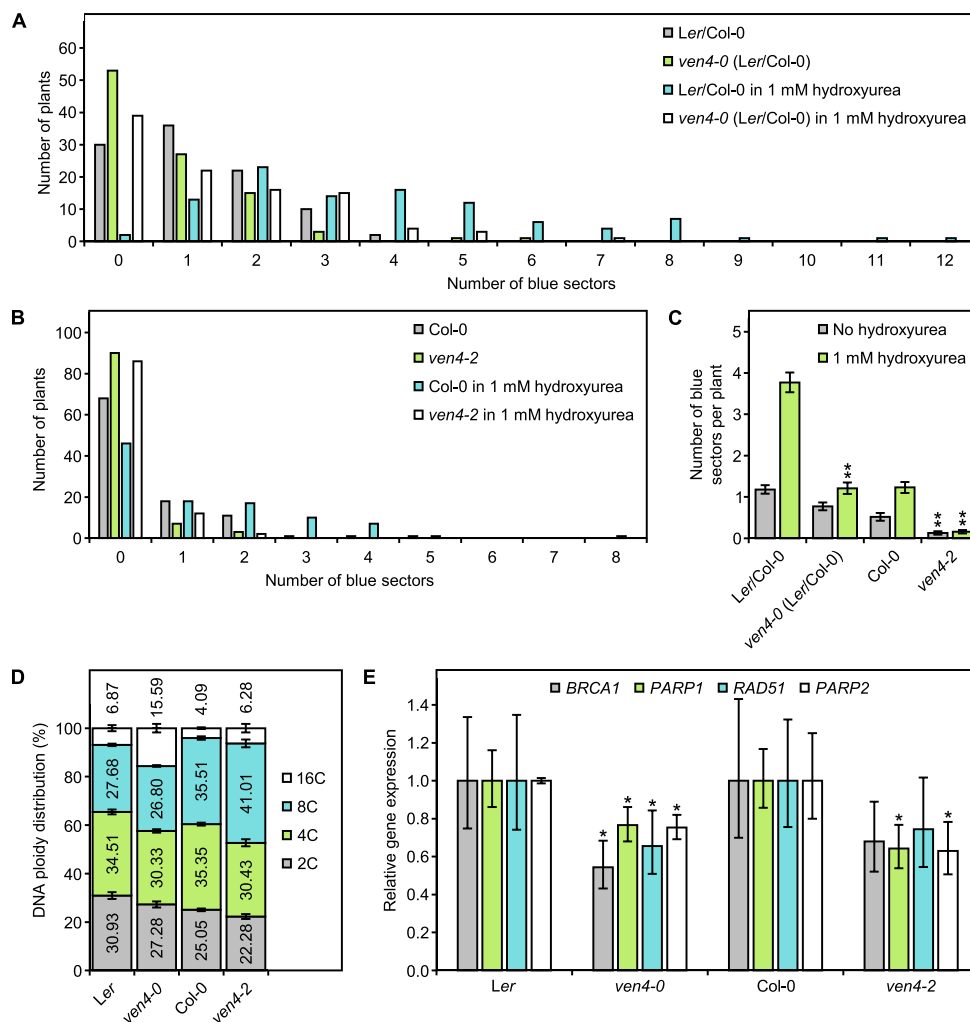 A
Number of plants
60
50
40
30
20
10
0
Ler/Col-0
ven4-0 (Ler/Col-0)
Ler/Col-0 in 1 mM hydroxyurea
ven4-0 (Ler/Col-0) in 1 mM hydroxyurea
0 1 2 3 4 5 6 7 8 9 10 11 12
Number of blue sectors
B
Number of plants
100
80
60
40
20
0
Col-0
ven4-2
Col-0 in 1 mM hydroxyurea
ven4-2 in 1 mM hydroxyurea
0 1 2 3 4 5 6 7 8
Number of blue sectors
C
Number of blue
sectors per plant
5
4
3
2
1
0
No hydroxyurea
1 mM hydroxyurea
**
**
**
Ler/Col-0
ven4-0 (Ler/Col-0)
Col-0
ven4-2
D
DNA ploidy distribution (%)
100
80
60
40
20
0
6.87 15.59 4.09 6.28
27.68 26.80 35.51 41.01
34.51 30.33 35.35 30.43
30.93 27.28 25.05 22.28
16C
8C
4C
2C
Ler
ven4-0
Col-0
ven4-2
E
Relative gene expression
BRCA1 PARP1 RAD51 PARP2
1.4
1.2
1.0
0.8
0.6
0.4
0.2
0.0
* * * *
* *
Ler ven4-0 Col-0 ven4-2